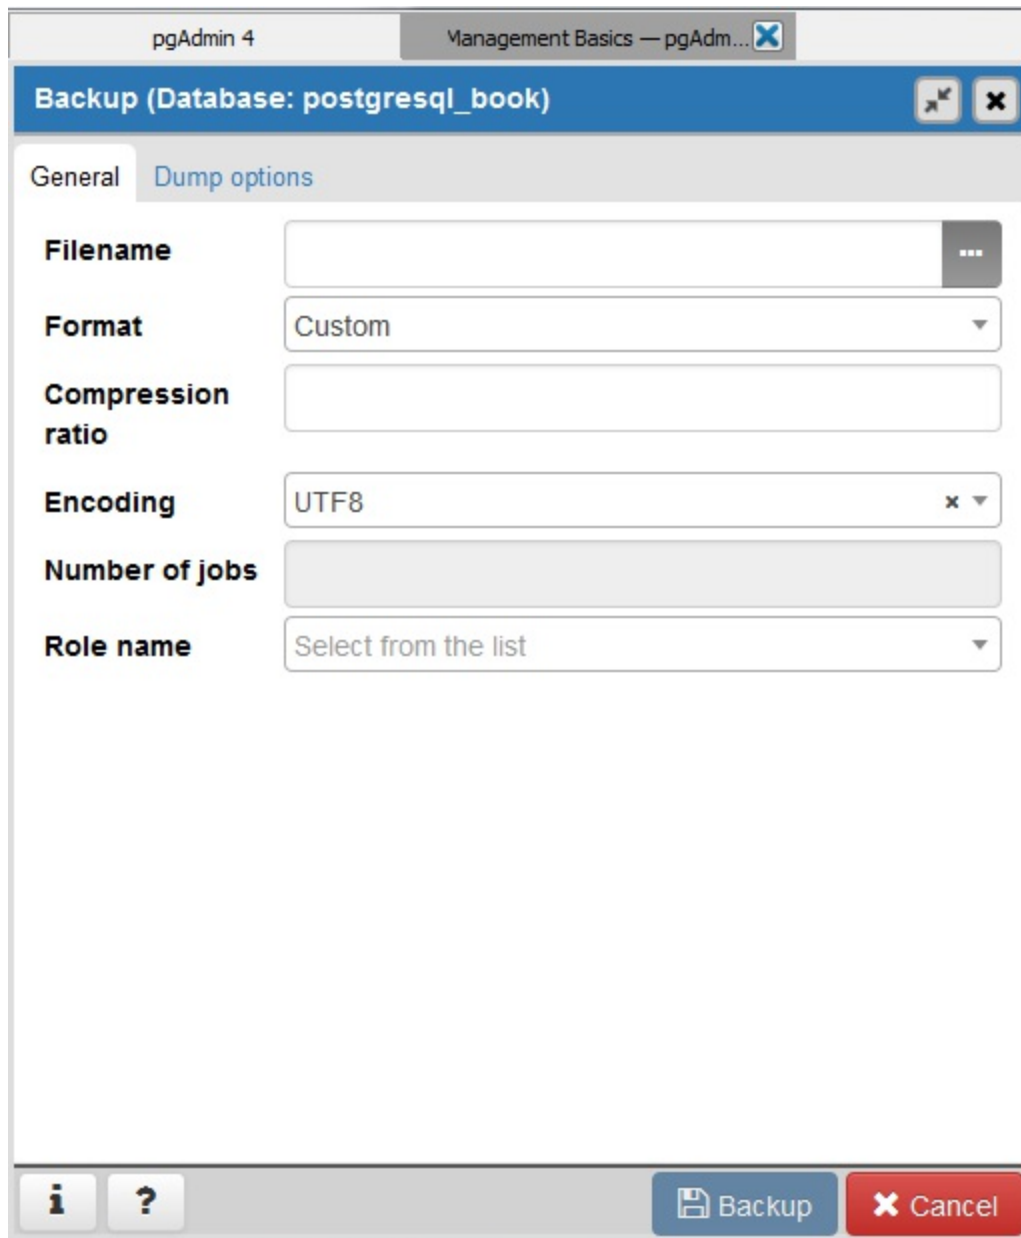 pgAdmin 4
Management Basics — pgAdm...
Backup (Database: postgresql_book)
General
Dump options
Filename
...
Format
Custom
Compression
ratio
Encoding
UTF8
Number of jobs
Role name
Select from the list
i
?
Backup
Cancel